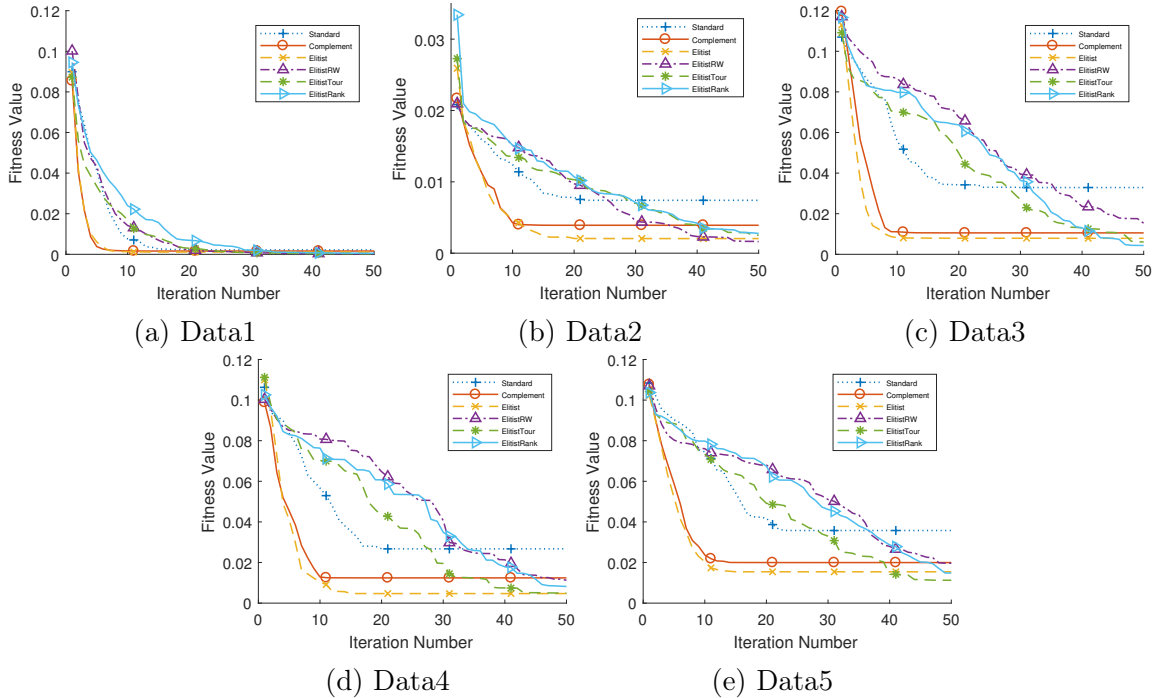 0.12
0.1
0.08
0.06
0.04
0.02
0
Fitness Value
0 10 20 30 40 50
Iteration Number
Standard
Complement
Elitist
ElitistRW
ElitistTour
ElitistRank
(a) Data1
0.03
0.02
0.01
0
Fitness Value
0 10 20 30 40 50
Iteration Number
Standard
Complement
Elitist
ElitistRW
ElitistTour
ElitistRank
(b) Data2
0.12
0.1
0.08
0.06
0.04
0.02
0
Fitness Value
0 10 20 30 40 50
Iteration Number
Standard
Complement
Elitist
ElitistRW
ElitistTour
ElitistRank
(c) Data3
0.12
0.1
0.08
0.06
0.04
0.02
0
Fitness Value
0 10 20 30 40 50
Iteration Number
Standard
Complement
Elitist
ElitistRW
ElitistTour
ElitistRank
(d) Data4
0.12
0.1
0.08
0.06
0.04
0.02
0
Fitness Value
0 10 20 30 40 50
Iteration Number
Standard
Complement
Elitist
ElitistRW
ElitistTour
ElitistRank
(e) Data5